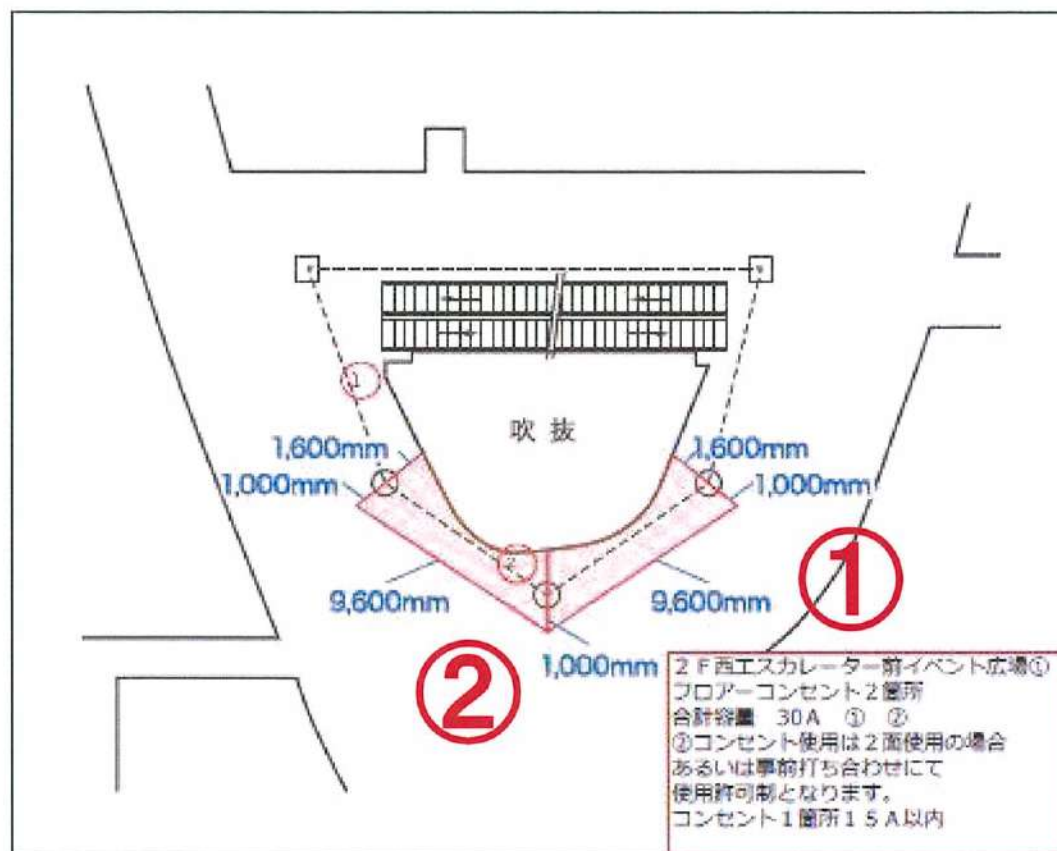 ①
吹抜
1,600mm
1,600mm
1,000mm
1,000mm
②
9,600mm
9,600mm
①
②
1,000mm
2F西エスカレーター前イベント広場①
フロアーコンセント2箇所
合計容量 30A ① ②
②コンセント使用は2面使用の場合
あるいは事前打ち合わせにて
使用許可制となります。
コンセント1箇所15A以内